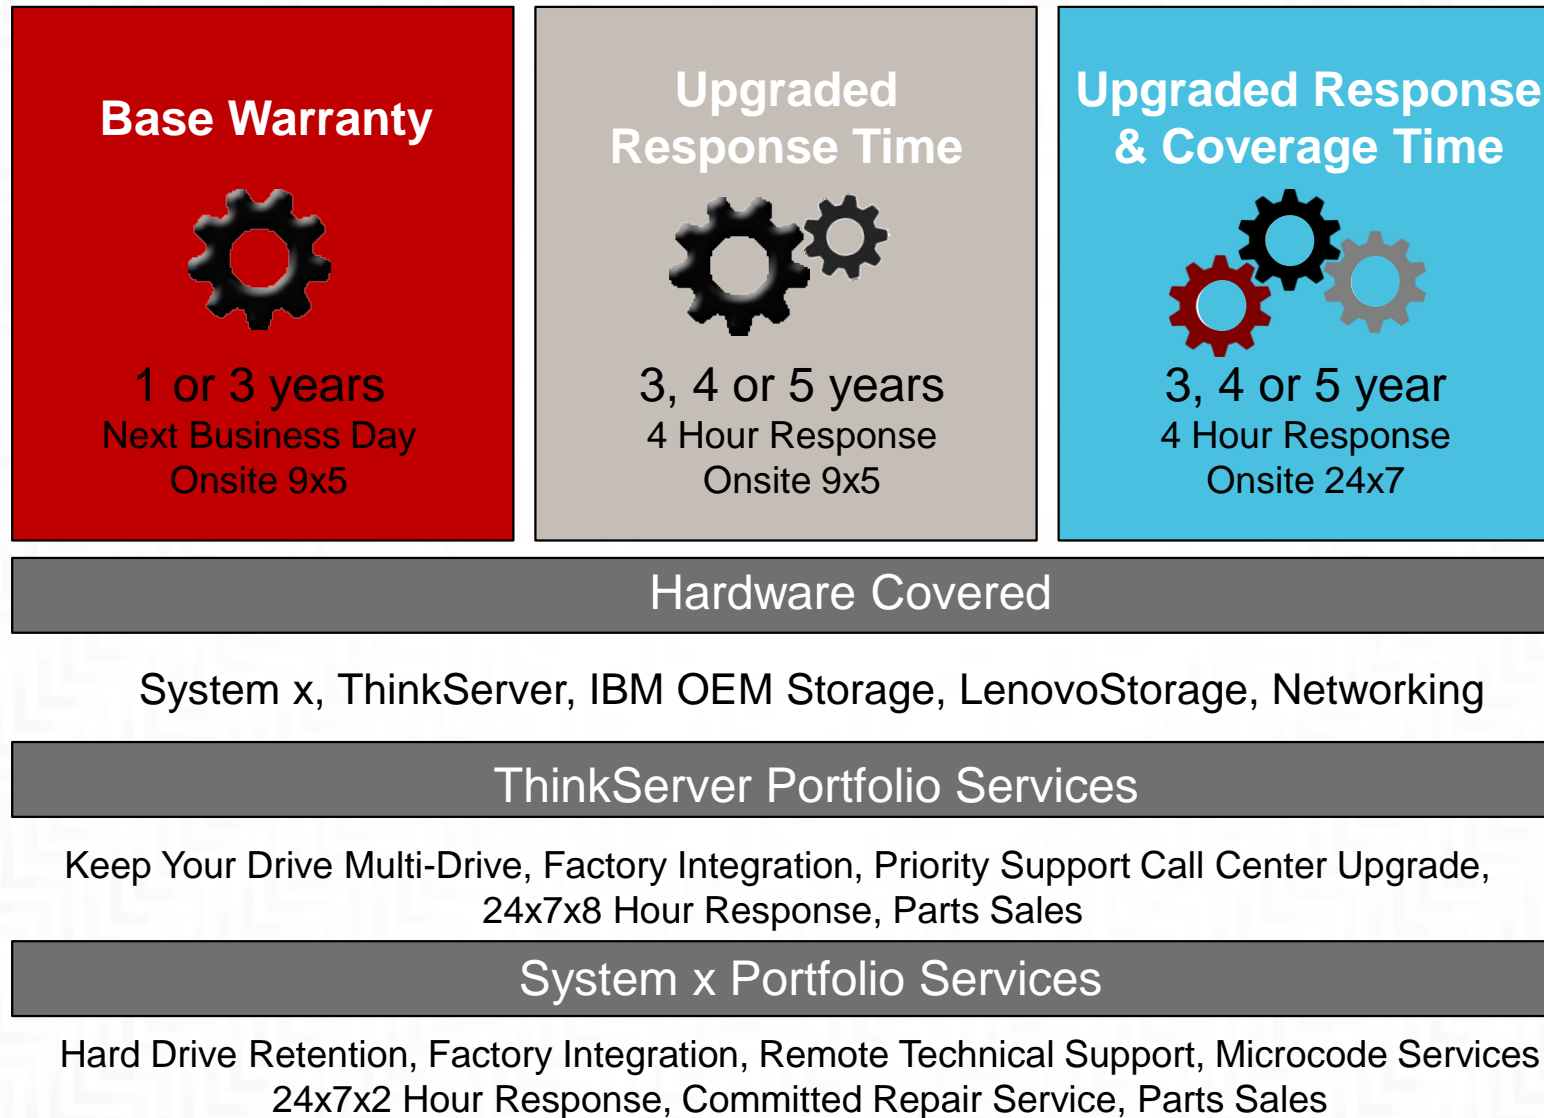 Base Warranty
1 or 3 years
Next Business Day
Onsite 9x5
Upgraded
Response Time
3, 4 or 5 years
4 Hour Response
Onsite 9x5
Upgraded Response
& Coverage Time
3, 4 or 5 year
4 Hour Response
Onsite 24x7
Hardware Covered
System x, ThinkServer, IBM OEM Storage, LenovoStorage, Networking
ThinkServer Portfolio Services
Keep Your Drive Multi-Drive, Factory Integration, Priority Support Call Center Upgrade,
24x7x8 Hour Response, Parts Sales
System x Portfolio Services
Hard Drive Retention, Factory Integration, Remote Technical Support, Microcode Services
24x7x2 Hour Response, Committed Repair Service, Parts Sales